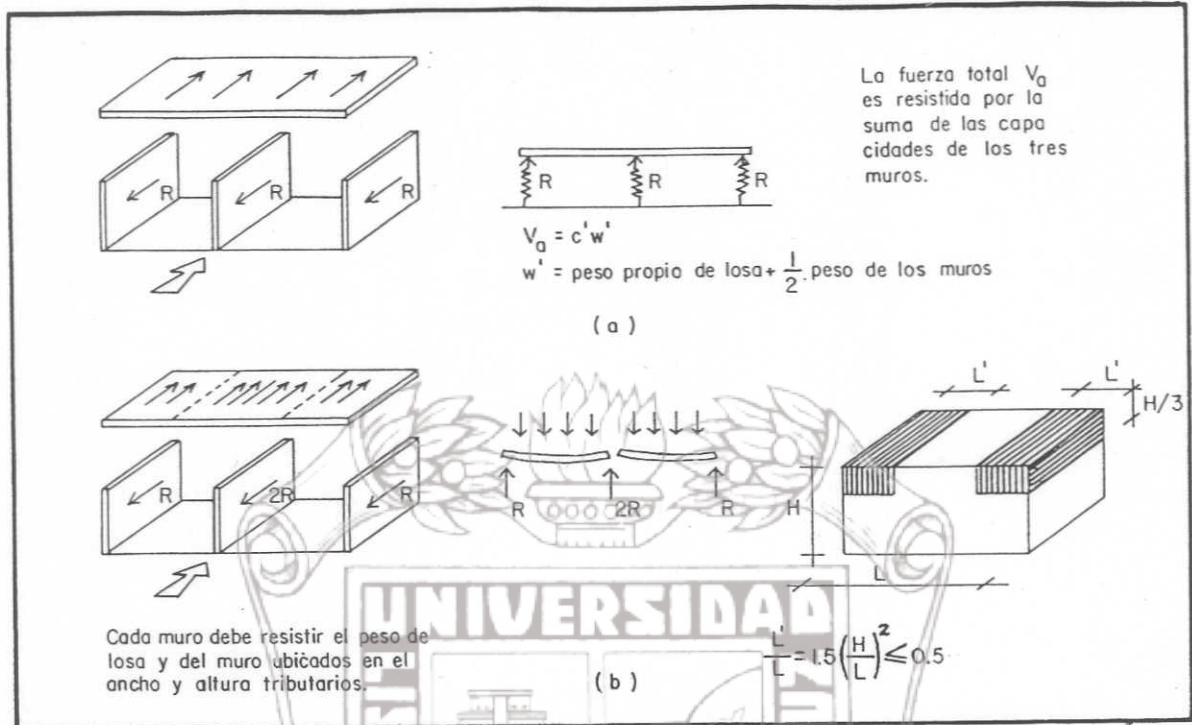 La fuerza total Va
es resistida por la
suma de las capa
cidades de los tres
muros.
R R R
R R R
Va = c'w'
w' = peso propio de losa + 1/2 . peso de los muros
(a)
L' L'
H/3
R 2R R
R 2R R
H
L
UNIVERSIDAD
Cada muro debe resistir el peso de
losa y del muro ubicados en el
ancho y altura tributarios.
(b)
L'/L = 1.5 (H/L)² ≤ 0.5